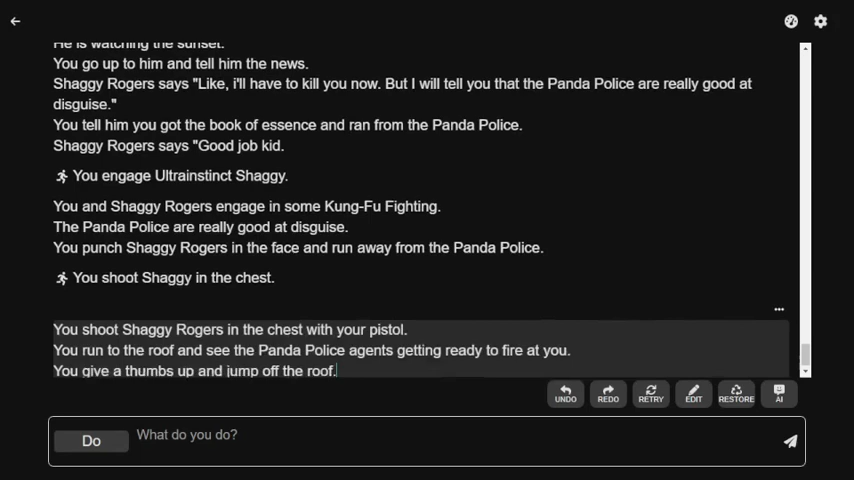 He is watching the sunset.
You go up to him and tell him the news.
Shaggy Rogers says "Like, i'll have to kill you now. But I will tell you that the Panda Police are really good at
disguise."
You tell him you got the book of essence and ran from the Panda Police.
Shaggy Rogers says "Good job kid.
You engage Ultrainstinct Shaggy.
You and Shaggy Rogers engage in some Kung-Fu Fighting.
The Panda Police are really good at disguise.
You punch Shaggy Rogers in the face and run away from the Panda Police.
You shoot Shaggy in the chest.
You shoot Shaggy Rogers in the chest with your pistol.
You run to the roof and see the Panda Police agents getting ready to fire at you.
You give a thumbs up and jump off the roof.
UNDO REDO RETRY EDIT RESTORE AI
Do What do you do?